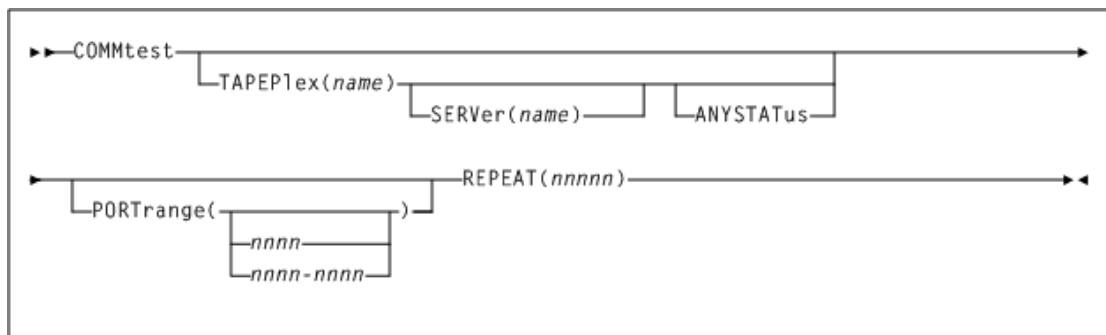 COMMtest
TAPEPlex(name)
SERVer(name)
ANYSTATus
PORTrange(
nnnn
nnnn-nnnn
)
REPEAT(nnnnn)